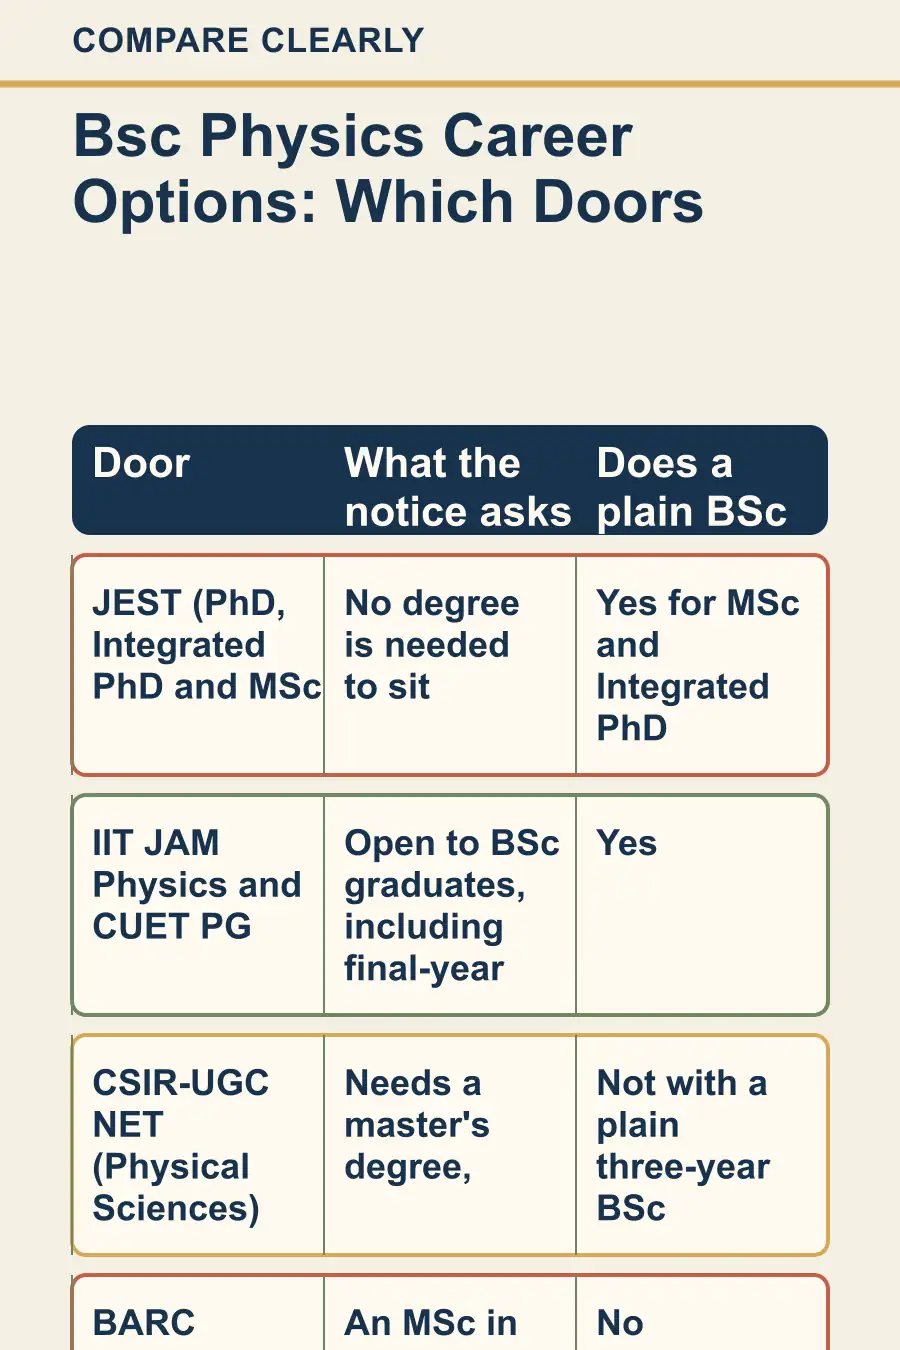 COMPARE CLEARLY
Bsc Physics Career
Options: Which Doors
Door
What the
notice asks
Does a
plain BSc
JEST (PhD,
Integrated
PhD and MSc
No degree
is needed
to sit
Yes for MSc
and
Integrated
PhD
IIT JAM
Physics and
CUET PG
Open to BSc
graduates,
including
final-year
Yes
CSIR-UGC
NET
(Physical
Sciences)
Needs a
master's
degree,
Not with a
plain
three-year
BSc
BARC
An MSc in
No